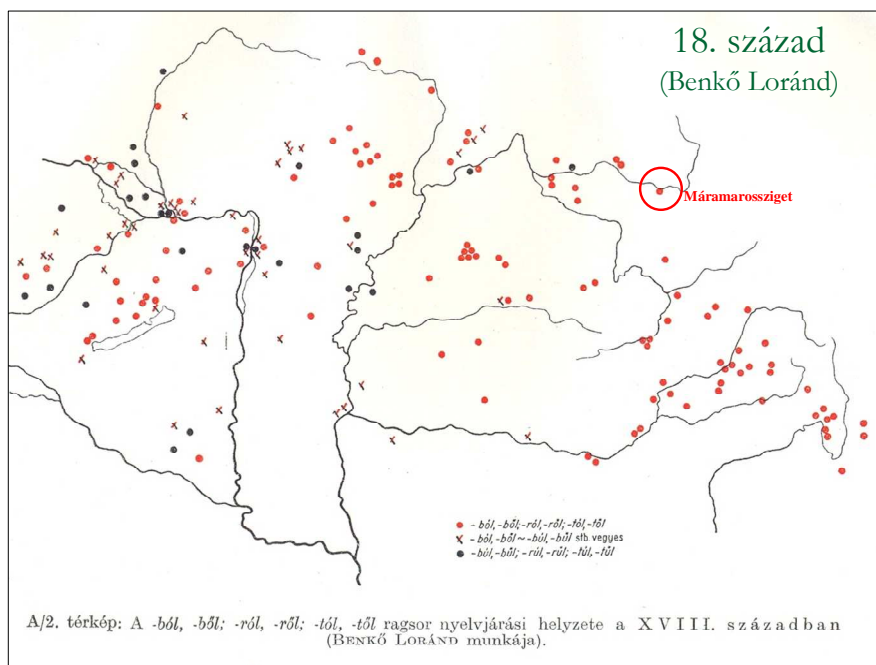 18. század
(Benkő Loránd)
Máramarossziget
-ból, -ből; -ról, -ről; -tól, -től
-ból, -ből ~ -búl, -bűl stb. vegyes
-búl, -bűl; -rúl, -rűl; -túl, -tűl
A/2. térkép: A -ból, -ből; -ról, -ről; -tól, -től ragsor nyelvjárási helyzete a XVIII. században
(BENKŐ LORÁND munkája).